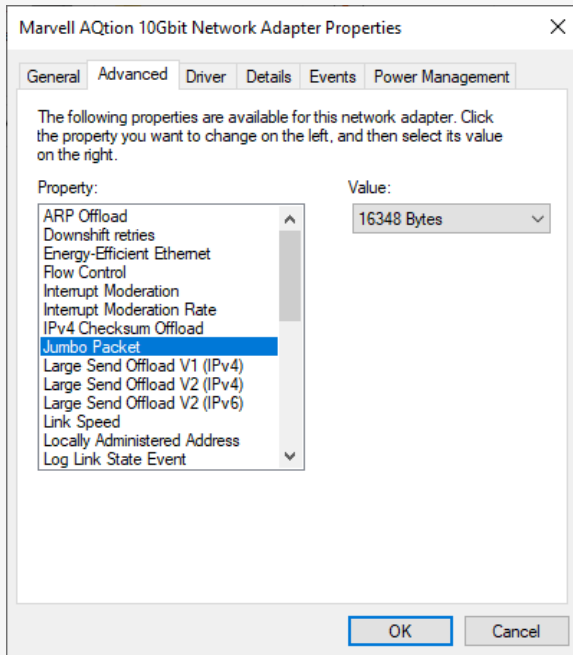 Marvell AQtion 10Gbit Network Adapter Properties
General Advanced Driver Details Events Power Management
The following properties are available for this network adapter. Click
the property you want to change on the left, and then select its value
on the right.
Property:
Value:
ARP Offload
Downshift retries
Energy-Efficient Ethernet
Flow Control
Interrupt Moderation
Interrupt Moderation Rate
IPv4 Checksum Offload
Jumbo Packet
Large Send Offload V1 (IPv4)
Large Send Offload V2 (IPv4)
Large Send Offload V2 (IPv6)
Link Speed
Locally Administered Address
Log Link State Event
16348 Bytes
OK
Cancel